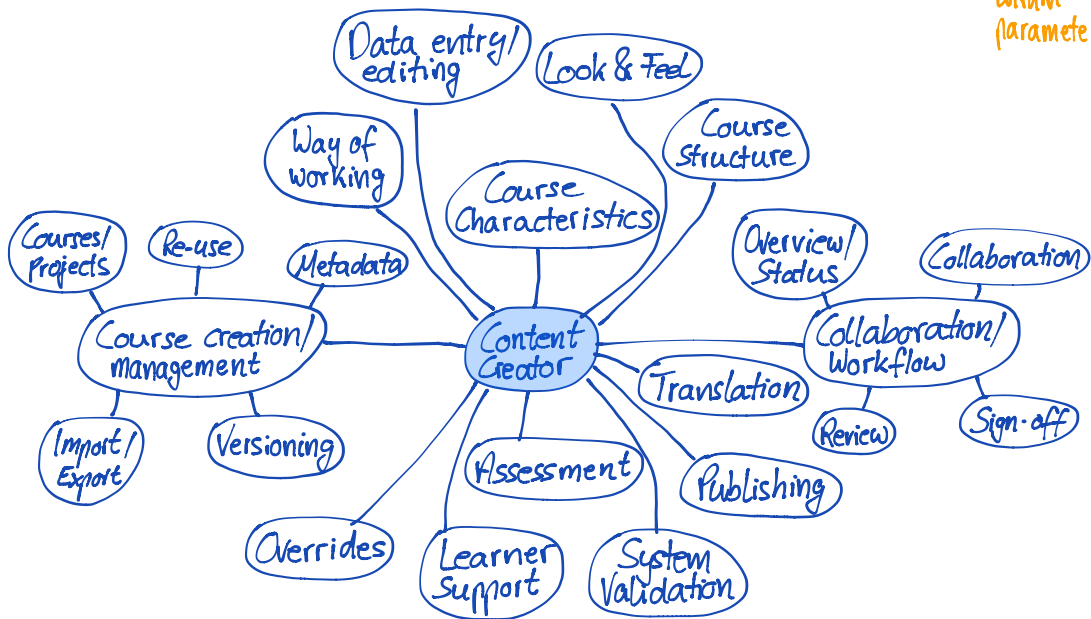 paramete
Data entry/
editing
Look & Feel
Way of
working
Course
Structure
Course
Characteristics
Courses/
Projects
Re-use
Metadata
Overview/
Status
Collaboration
Course creation/
management
Content
Creator
Collaboration/
Workflow
Translation
Import/
Export
Versioning
Assessment
Publishing
Review
Sign-off
Overrides
Learner
Support
System
Validation